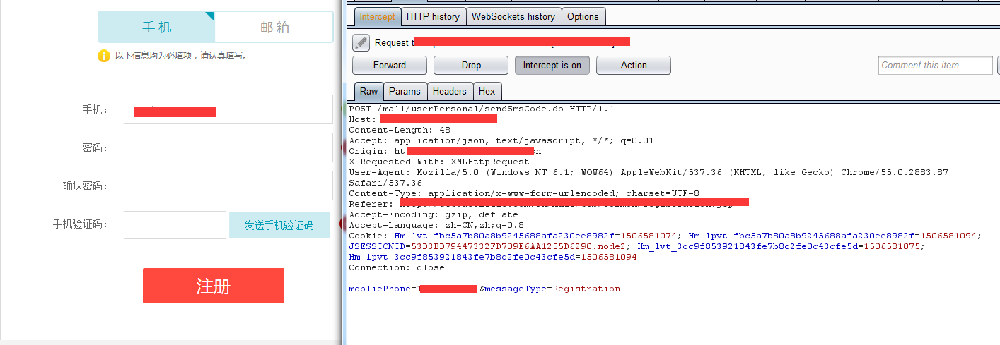 手 机
邮 箱
以下信息均为必填项，请认真填写。
手机：
密码：
确认密码：
手机验证码：
发送手机验证码
注册
Intercept
HTTP history
WebSockets history
Options
Request t
Forward
Drop
Intercept is on
Action
Comment this item
Raw
Params
Headers
Hex
POST /mall/userPersonal/sendSmsCode.do HTTP/1.1
Host:
Content-Length: 48
Accept: application/json, text/javascript, */*; q=0.01
Origin: htt n
X-Requested-With: XMLHttpRequest
User-Agent: Mozilla/5.0 (Windows NT 6.1; WOW64) AppleWebKit/537.36 (KHTML, like Gecko) Chrome/55.0.2883.87
Safari/537.36
Content-Type: application/x-www-form-urlencoded; charset=UTF-8
Referer:
Accept-Encoding: gzip, deflate
Accept-Language: zh-CN,zh;q=0.8
Cookie: Hm_lvt_fbc5a7b80a8b9245688afa230ee8982f=1506581074; Hm_lpvt_fbc5a7b80a8b9245688afa230ee8982f=1506581094;
JSESSIONID=53D3BD79447332FD709E6AA1255D6290.node2; Hm_lvt_3cc9f853921843fe7b8c2fe0c43cfe5d=1506581075;
Hm_lpvt_3cc9f853921843fe7b8c2fe0c43cfe5d=1506581094
Connection: close
mobliePhone=1 &messageType=Registration